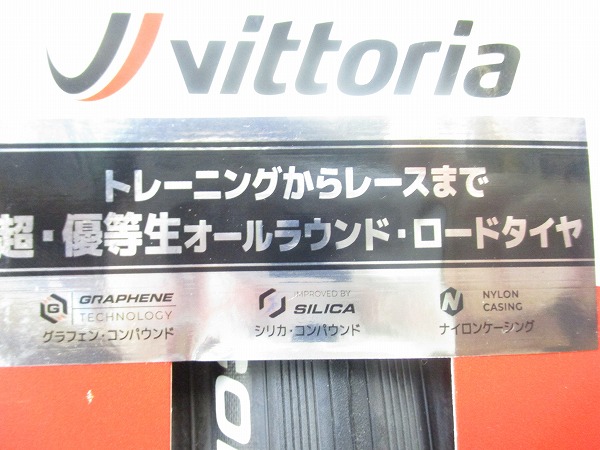 vittoria
トレーニングからレースまで
超・優等生オールラウンド・ロードタイヤ
G GRAPHENE TECHNOLOGY
グラフェン・コンパウンド
IMPROVED BY SILICA
シリカ・コンパウンド
N NYLON CASING
ナイロンケーシング